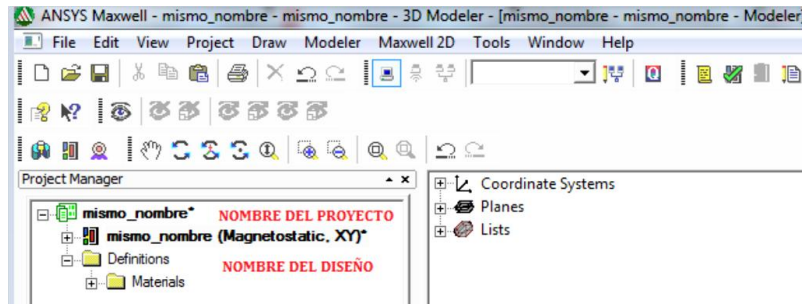 ANSYS Maxwell - mismo_nombre - mismo_nombre - 3D Modeler - [mismo_nombre - mismo_nombre - Modeler
File Edit View Project Draw Modeler Maxwell 2D Tools Window Help
Project Manager
mismo_nombre* NOMBRE DEL PROYECTO
mismo_nombre (Magnetostatic, XY)*
Definitions NOMBRE DEL DISEÑO
Materials
Coordinate Systems
Planes
Lists